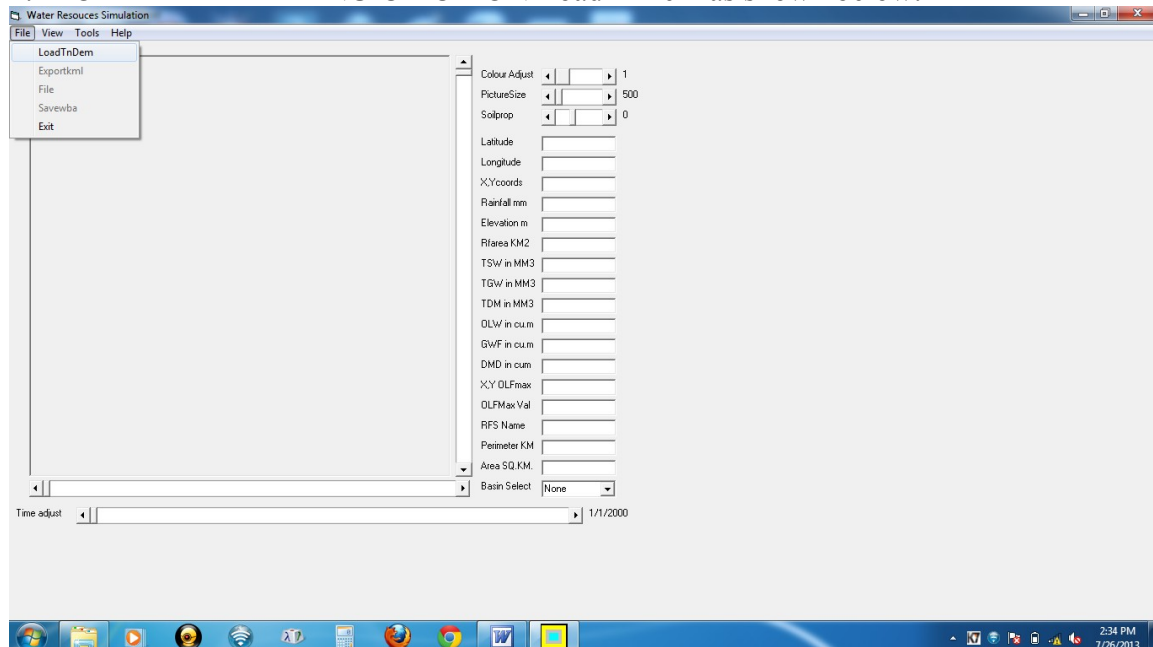 Water Resouces Simulation
File View Tools Help
LoadTnDem
Exportkml
File
Savewba
Exit
Colour Adjust 1
PictureSize 500
Soilprop 0
Latitude
Longitude
X,Ycoords
Rainfall mm
Elevation m
Rfarea KM2
TSW in MM3
TGW in MM3
TDM in MM3
OLW in cu.m
GWF in cu.m
DMD in cum
X,Y OLFmax
OLFMax Val
RFS Name
Perimeter KM
Area SQ.KM.
Basin Select None
Time adjust 1/1/2000
2:34 PM
7/26/2013